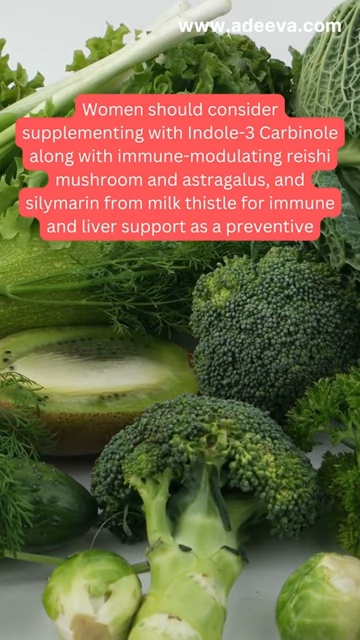 www.adeeva.com
Women should consider
supplementing with Indole-3 Carbinole
along with immune-modulating reishi
mushroom and astragalus, and
silymarin from milk thistle for immune
and liver support as a preventive